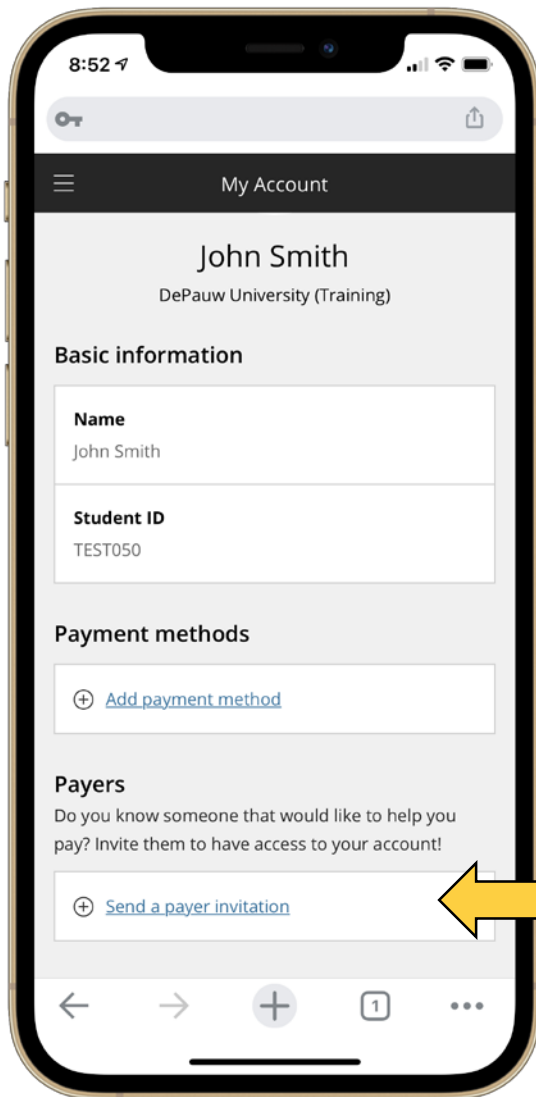 8:52
My Account
John Smith
DePauw University (Training)
Basic information
Name
John Smith
Student ID
TEST050
Payment methods
Add payment method
Payers
Do you know someone that would like to help you
pay? Invite them to have access to your account!
Send a payer invitation
1